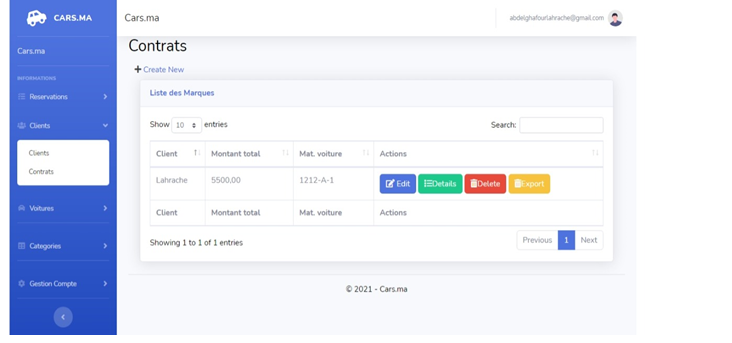 CARS.MA
Cars.ma
abdelghafourlahrache@gmail.com
Cars.ma
INFORMATIONS
Reservations
Clients
Clients
Contrats
Voitures
Categories
Gestion Compte
Contrats
Create New
Liste des Marques
Show 10 entries
Search:
Client Montant total Mat. voiture Actions
Lahrache 5500,00 1212-A-1 Edit Details Delete Export
Client Montant total Mat. voiture Actions
Showing 1 to 1 of 1 entries
Previous 1 Next
© 2021 - Cars.ma